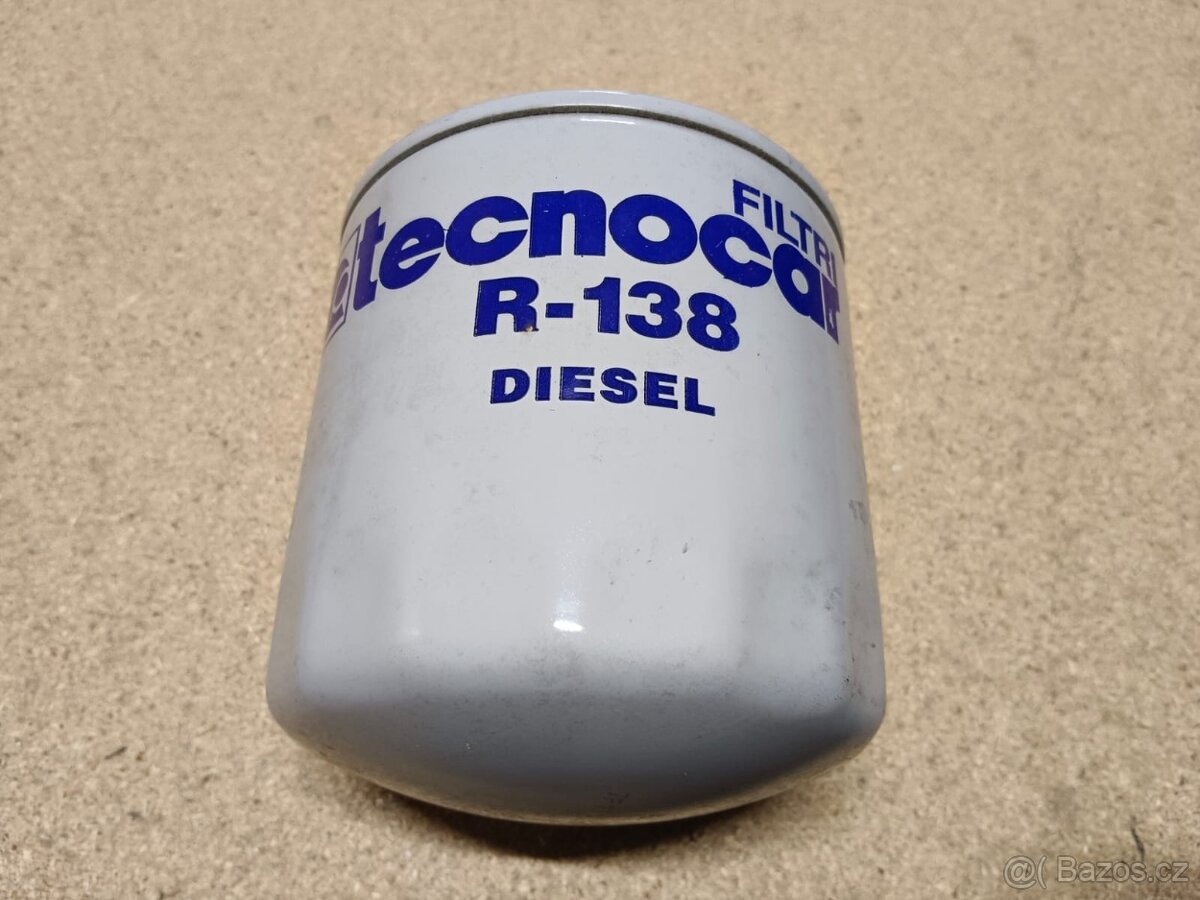 FILTRI
tecnocar
R-138
DIESEL
@( Bazos.cz